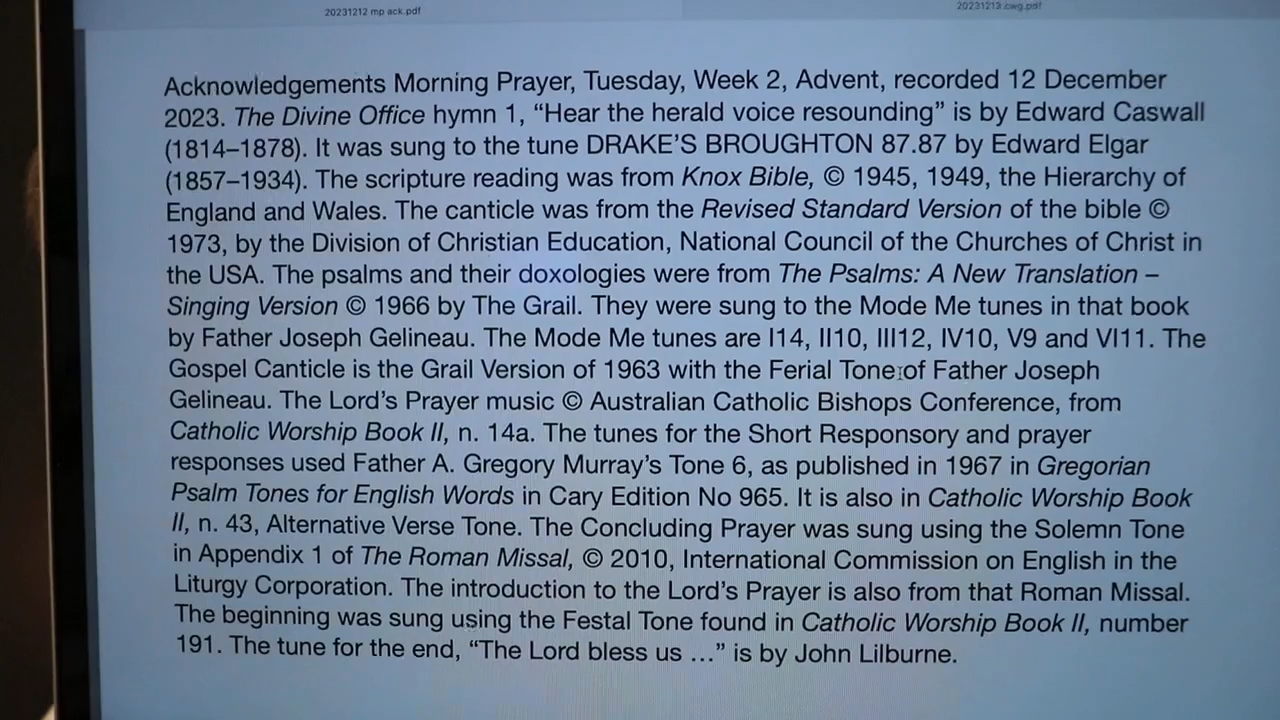 20231212 mp ack.pdf
20231212 cwg.pdf
Acknowledgements Morning Prayer, Tuesday, Week 2, Advent, recorded 12 December
2023. The Divine Office hymn 1, “Hear the herald voice resounding” is by Edward Caswall
(1814–1878). It was sung to the tune DRAKE’S BROUGHTON 87.87 by Edward Elgar
(1857–1934). The scripture reading was from Knox Bible, © 1945, 1949, the Hierarchy of
England and Wales. The canticle was from the Revised Standard Version of the bible ©
1973, by the Division of Christian Education, National Council of the Churches of Christ in
the USA. The psalms and their doxologies were from The Psalms: A New Translation –
Singing Version © 1966 by The Grail. They were sung to the Mode Me tunes in that book
by Father Joseph Gelineau. The Mode Me tunes are I14, II10, III12, IV10, V9 and VI11. The
Gospel Canticle is the Grail Version of 1963 with the Ferial Tone of Father Joseph
Gelineau. The Lord’s Prayer music © Australian Catholic Bishops Conference, from
Catholic Worship Book II, n. 14a. The tunes for the Short Responsory and prayer
responses used Father A. Gregory Murray’s Tone 6, as published in 1967 in Gregorian
Psalm Tones for English Words in Cary Edition No 965. It is also in Catholic Worship Book
II, n. 43, Alternative Verse Tone. The Concluding Prayer was sung using the Solemn Tone
in Appendix 1 of The Roman Missal, © 2010, International Commission on English in the
Liturgy Corporation. The introduction to the Lord’s Prayer is also from that Roman Missal.
The beginning was sung using the Festal Tone found in Catholic Worship Book II, number
191. The tune for the end, “The Lord bless us …” is by John Lilburne.